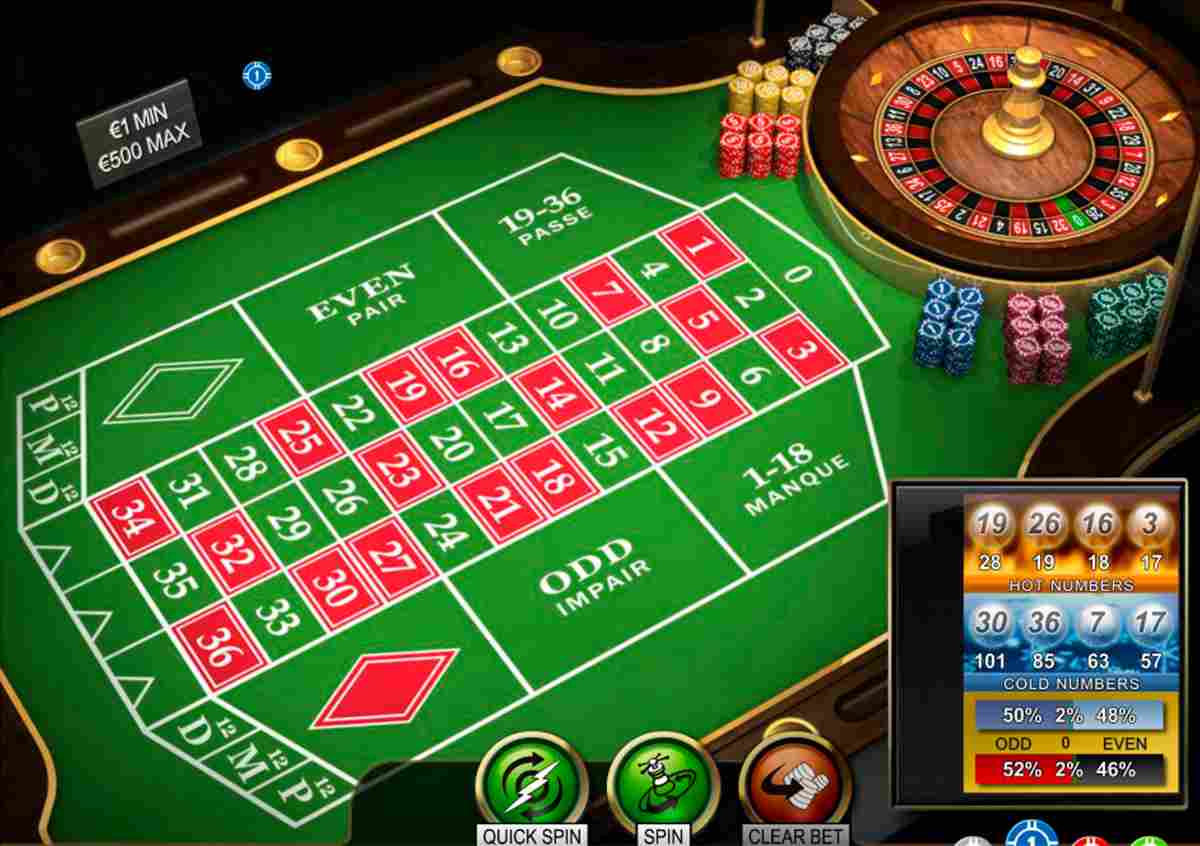 €1 MIN
€500 MAX
1
19-36
PASSE
EVEN
PAIR
0
1 2 3
4 5 6
7 8 9
10 11 12
13 14 15
16 17 18
19 20 21
22 23 24
25 26 27
28 29 30
31 32 33
34 35 36
1-18
MANQUE
ODD
IMPAIR
P 12
M 12
D 12
D 12
M 12
P 12
19 26 16 3
28 19 18 17
HOT NUMBERS
30 36 7 17
101 85 63 57
COLD NUMBERS
50% 2% 48%
ODD 0 EVEN
52% 2% 46%
QUICK SPIN
SPIN
CLEAR BET
1